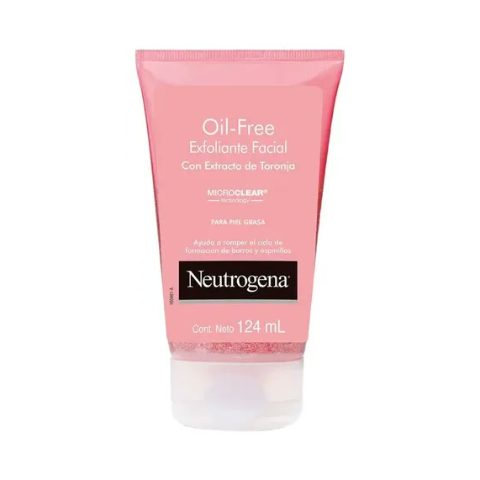 Oil-Free
Exfoliante Facial
Con Extracto de Toronja
MICROCLEAR®
technology
PARA PIEL GRASA
Ayuda a romper el ciclo de
formación de barros y espinillas
Neutrogena®
Cont. Neto 124 mL